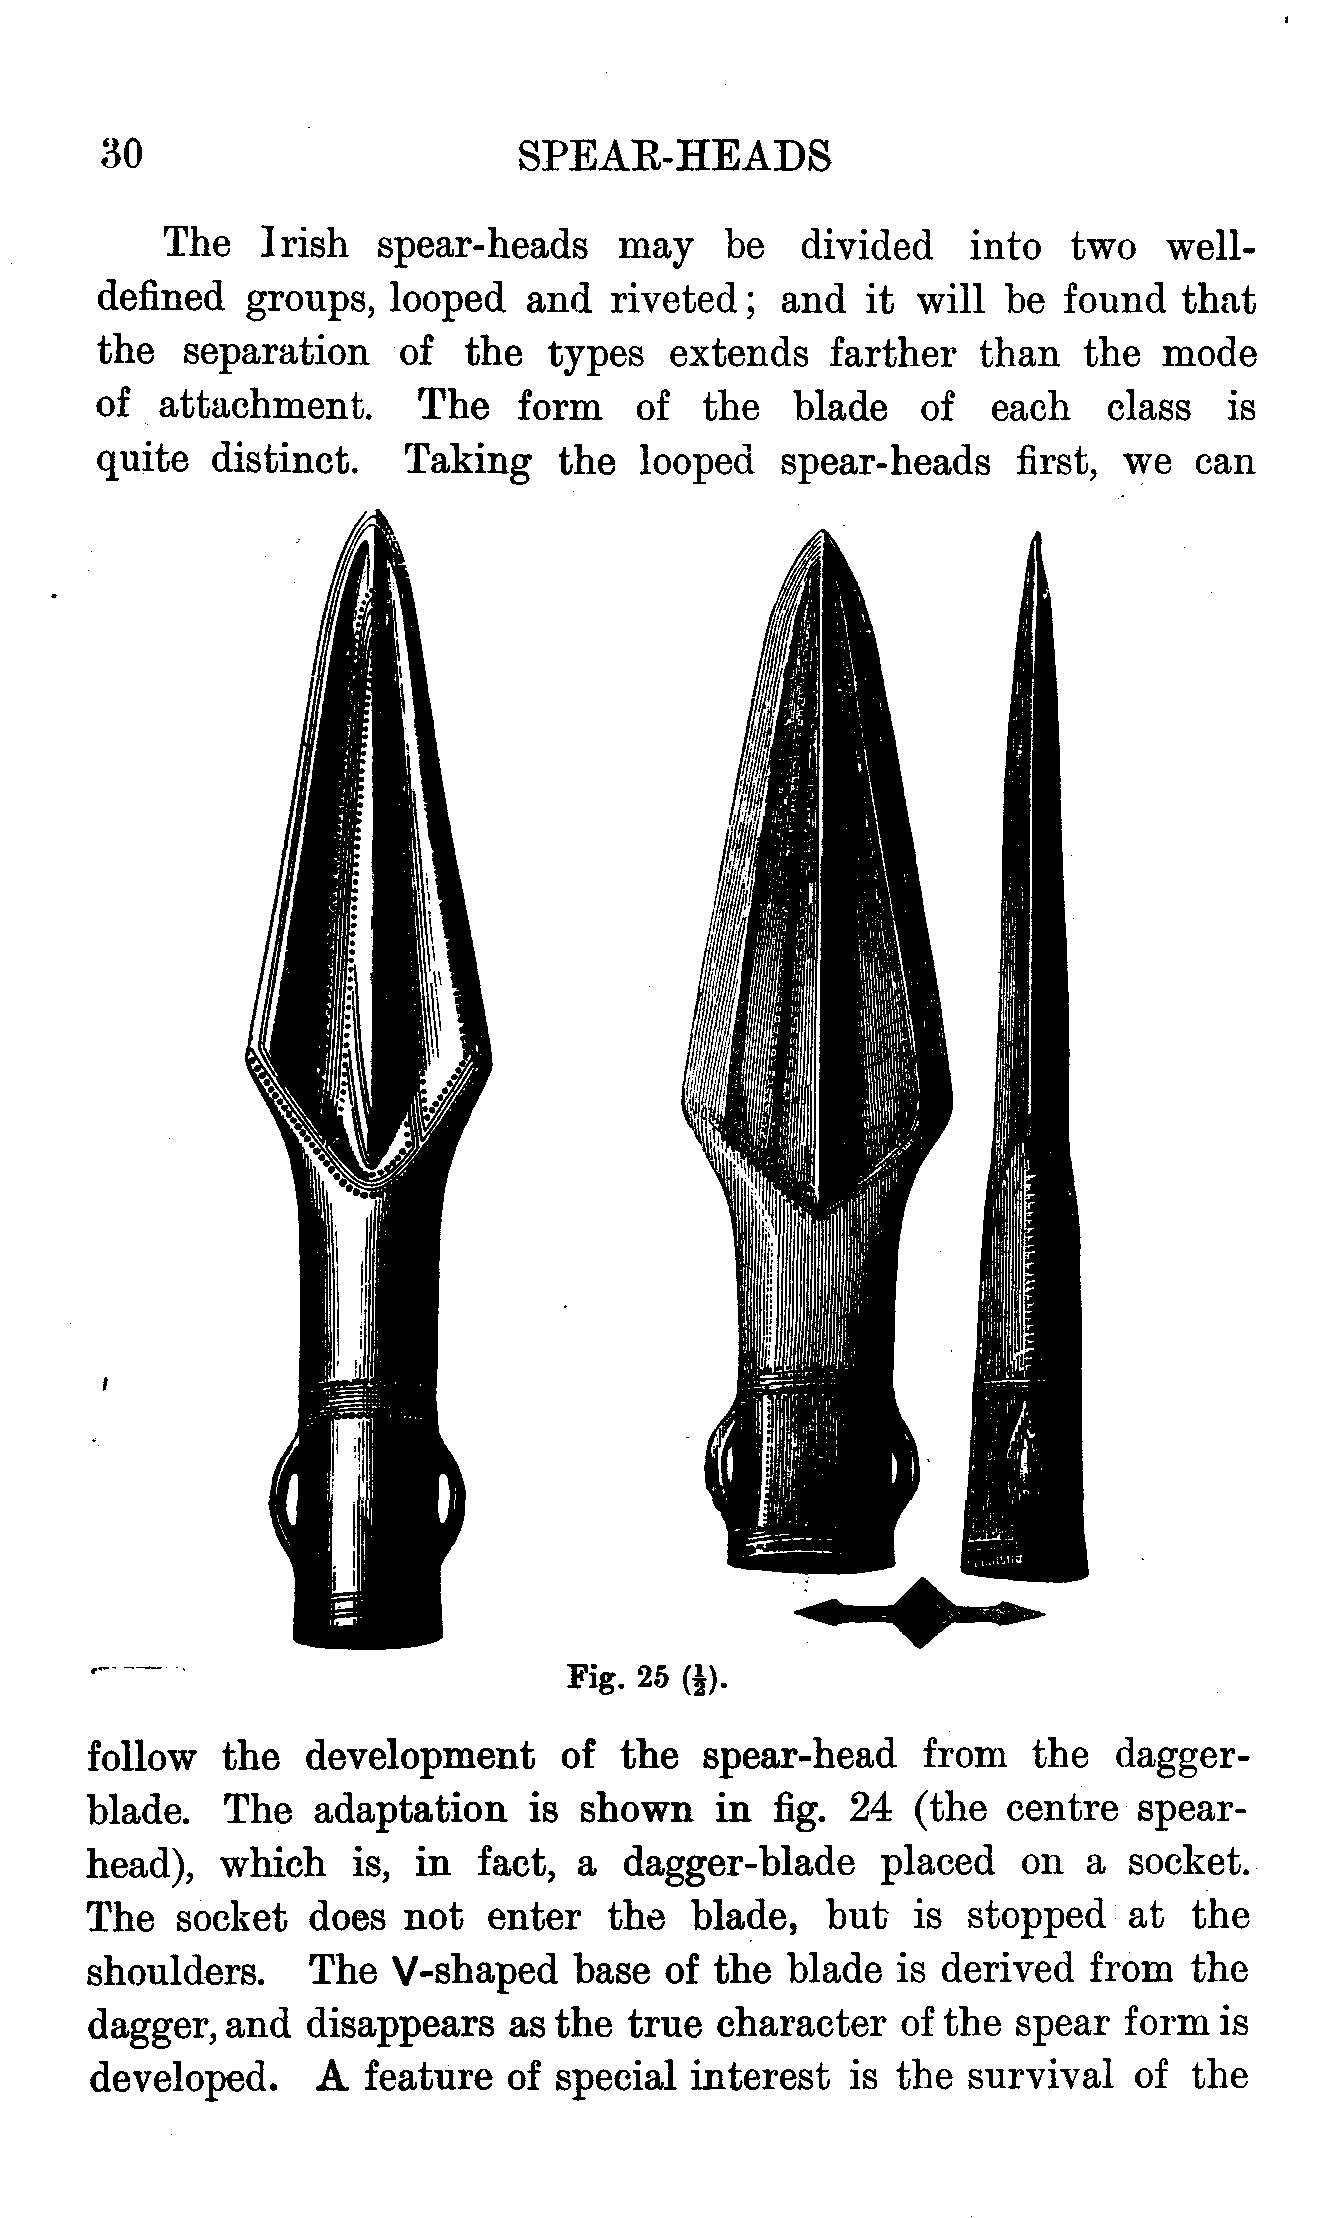 30 SPEAR-HEADS
The Irish spear-heads may be divided into two well-
defined groups, looped and riveted; and it will be found that
the separation of the types extends farther than the mode
of attachment. The form of the blade of each class is
quite distinct. Taking the looped spear-heads first, we can
Fig. 25 (½).
follow the development of the spear-head from the dagger-
blade. The adaptation is shown in fig. 24 (the centre spear-
head), which is, in fact, a dagger-blade placed on a socket.
The socket does not enter the blade, but is stopped at the
shoulders. The V-shaped base of the blade is derived from the
dagger, and disappears as the true character of the spear form is
developed. A feature of special interest is the survival of the